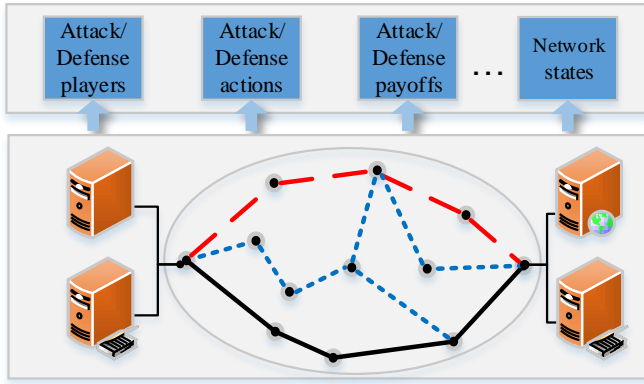 Attack/
Defense
players
Attack/
Defense
actions
Attack/
Defense
payoffs
...
Network
states